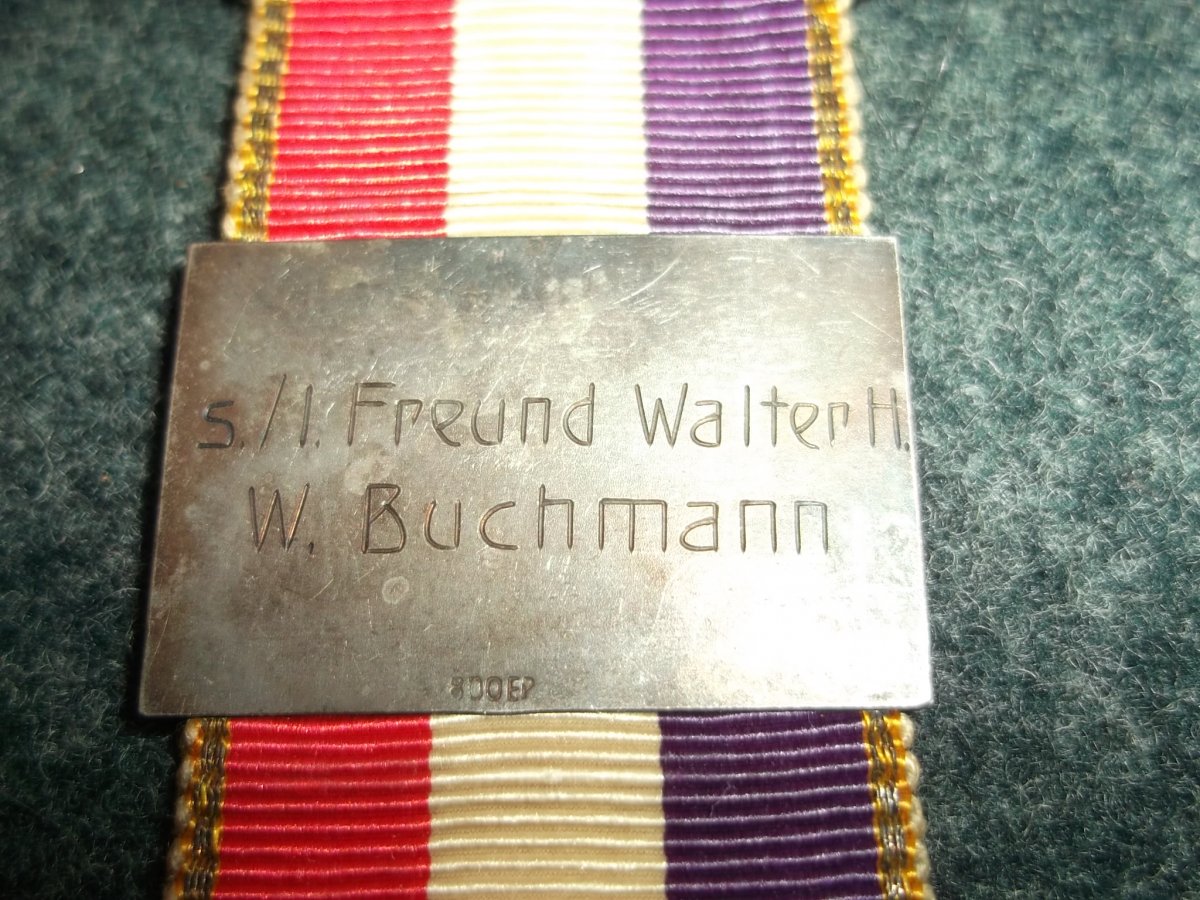 s./l. Freund Walter H.
W. Buchmann
800EP